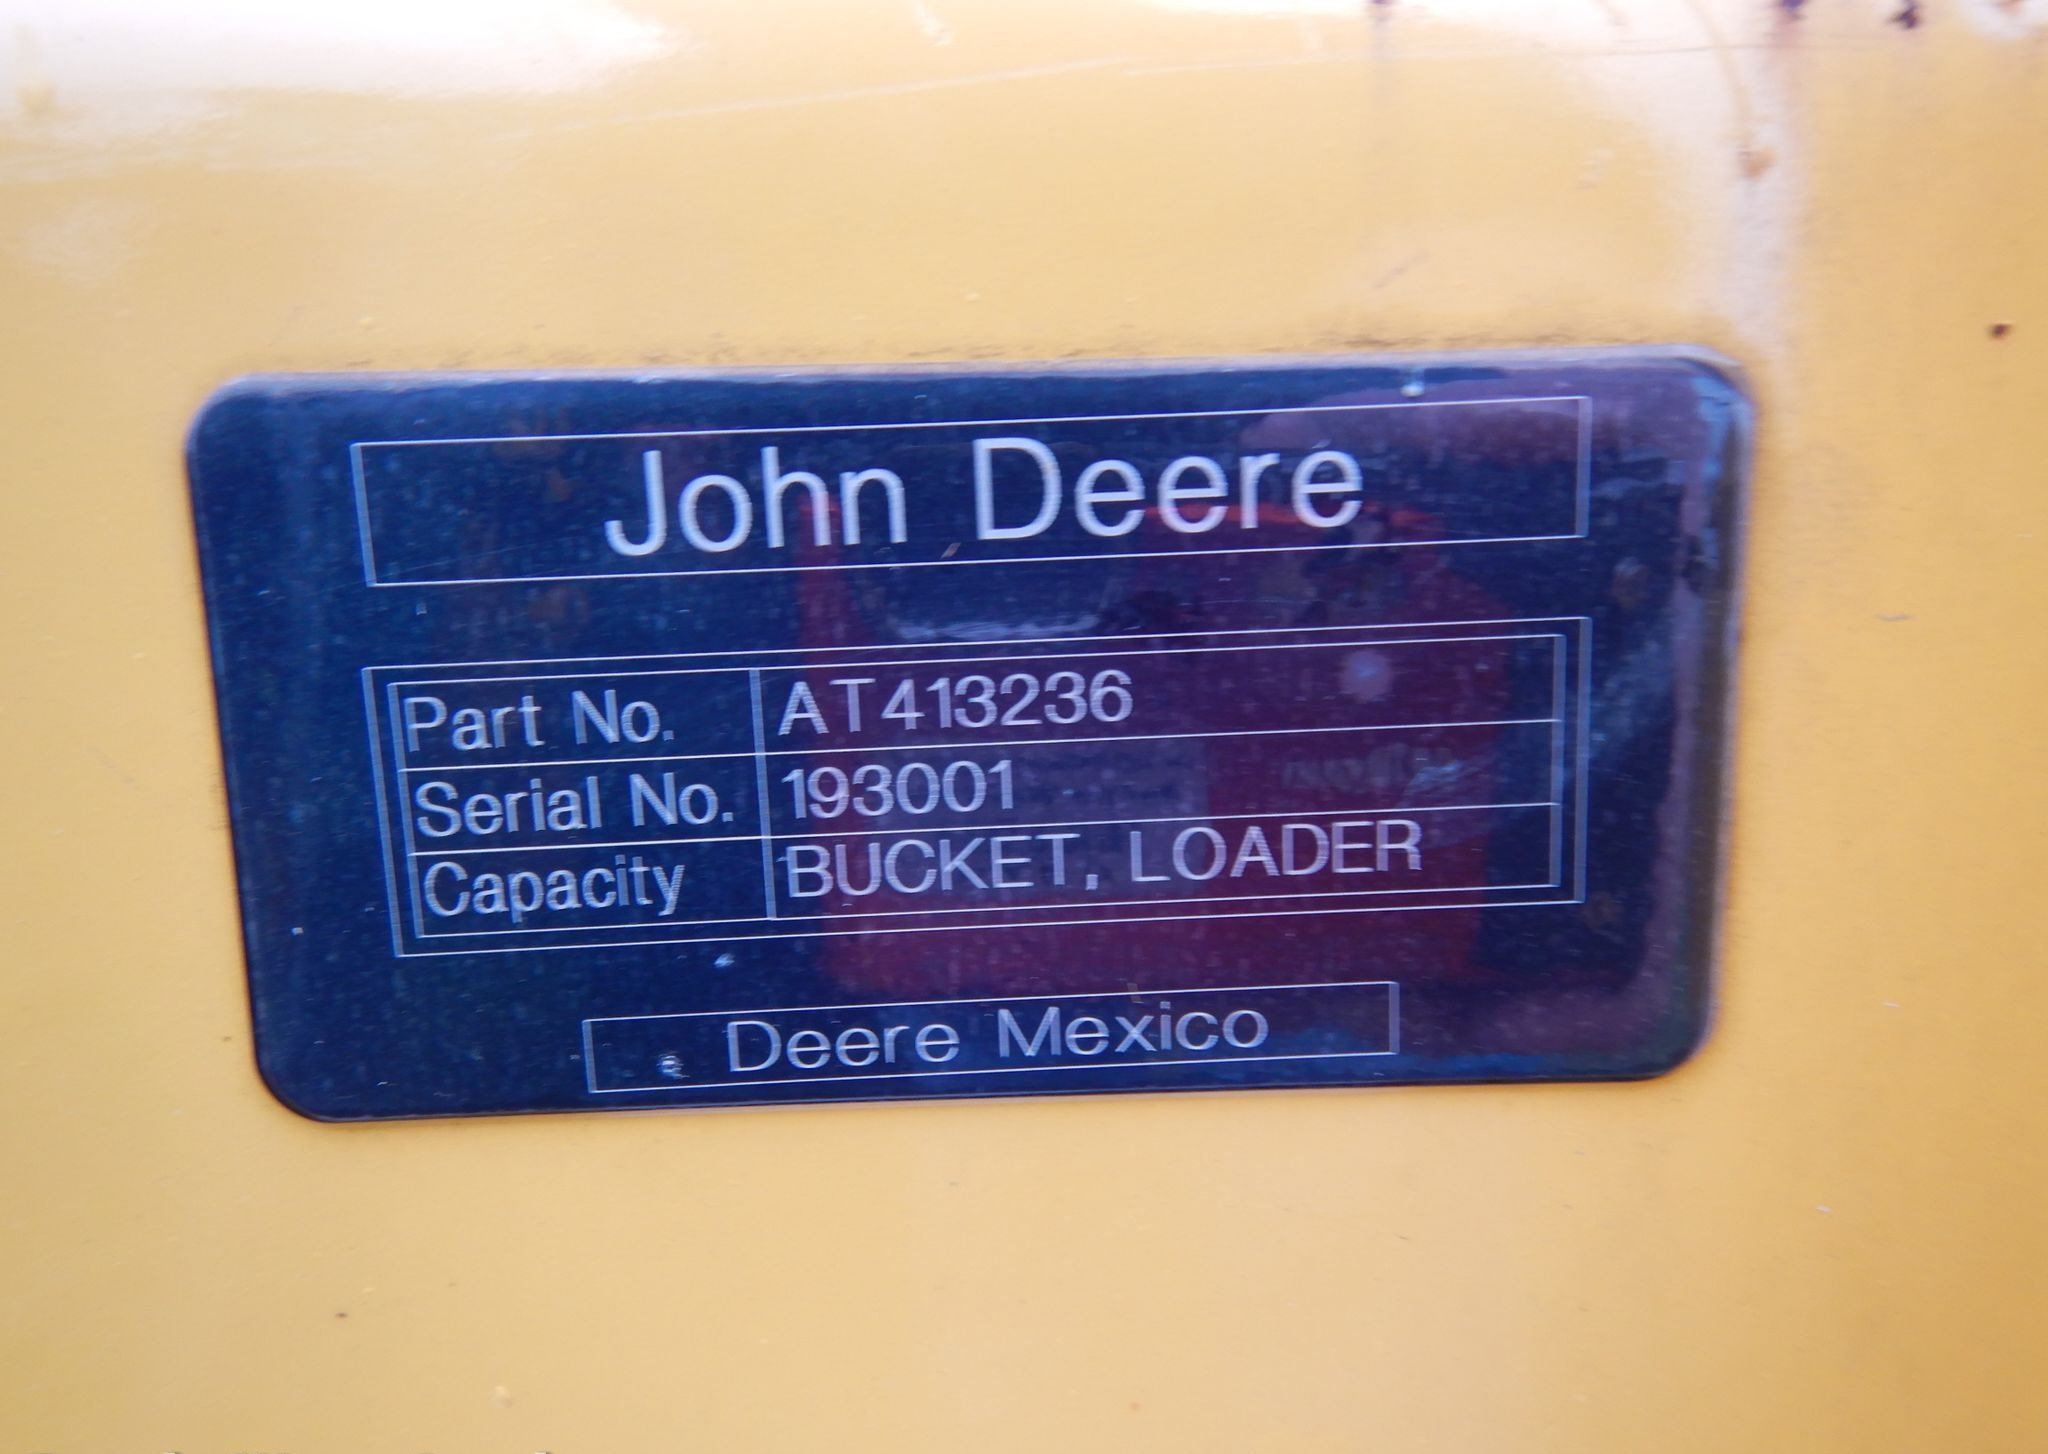 John Deere
Part No. AT413236
Serial No. 193001
Capacity BUCKET, LOADER
Deere Mexico